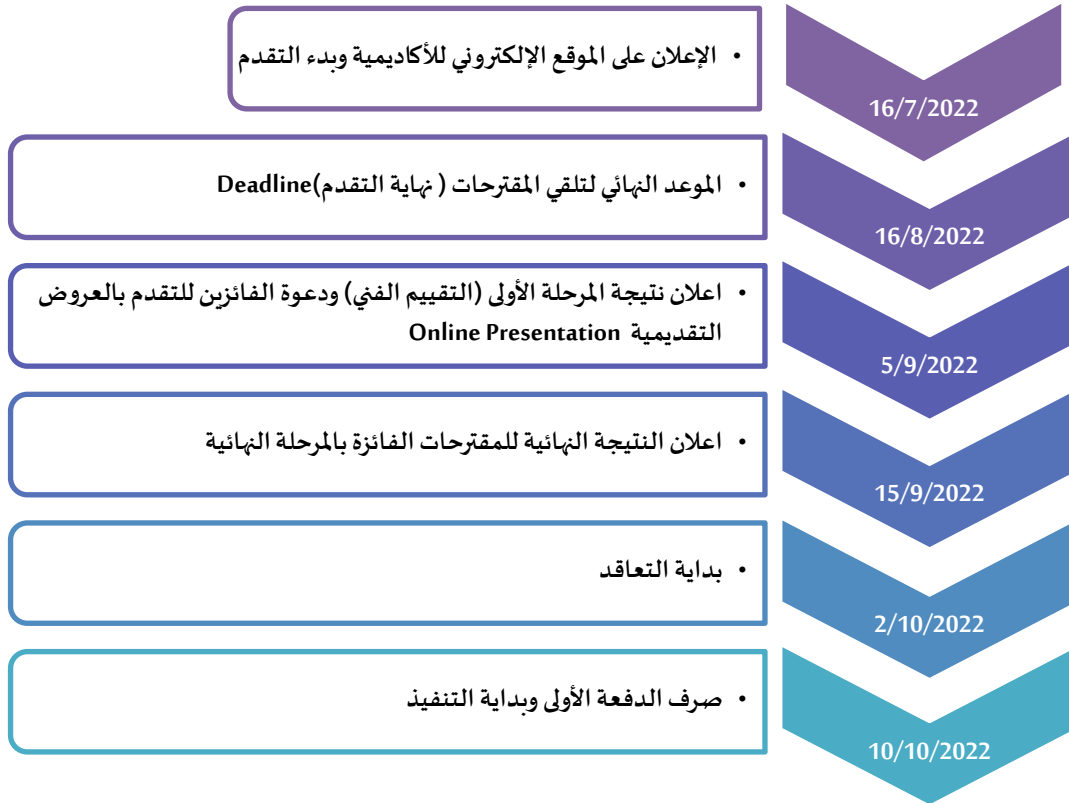 16/7/2022
• الإعلان على الموقع الإلكتروني للأكاديمية وبدء التقدم
16/8/2022
• الموعد النهائي لتلقي المقترحات ( نهاية التقدم)Deadline
5/9/2022
• اعلان نتيجة المرحلة الأولى (التقييم الفني) ودعوة الفائزين للتقدم بالعروض
التقديمية Online Presentation
15/9/2022
• اعلان النتيجة النهائية للمقترحات الفائزة بالمرحلة النهائية
2/10/2022
• بداية التعاقد
10/10/2022
• صرف الدفعة الأولى وبداية التنفيذ